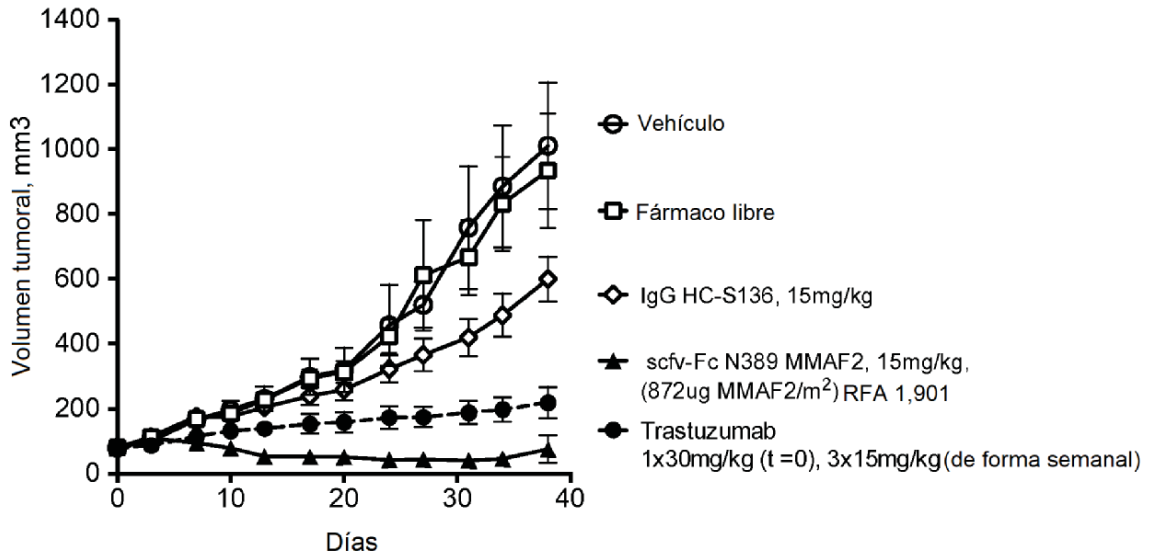 1400
1200
1000
800
600
400
200
0
Volumen tumoral, mm3
0 10 20 30 40
Días
Vehículo
Fármaco libre
IgG HC-S136, 15mg/kg
scfv-Fc N389 MMAF2, 15mg/kg,
(872ug MMAF2/m²) RFA 1,901
Trastuzumab
1x30mg/kg (t =0), 3x15mg/kg (de forma semanal)